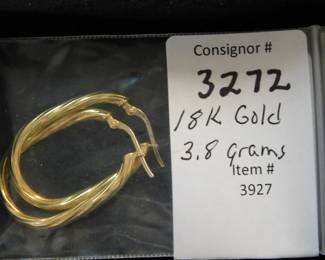 Consignor #
3272
18K Gold
3.8 grams
Item #
3927